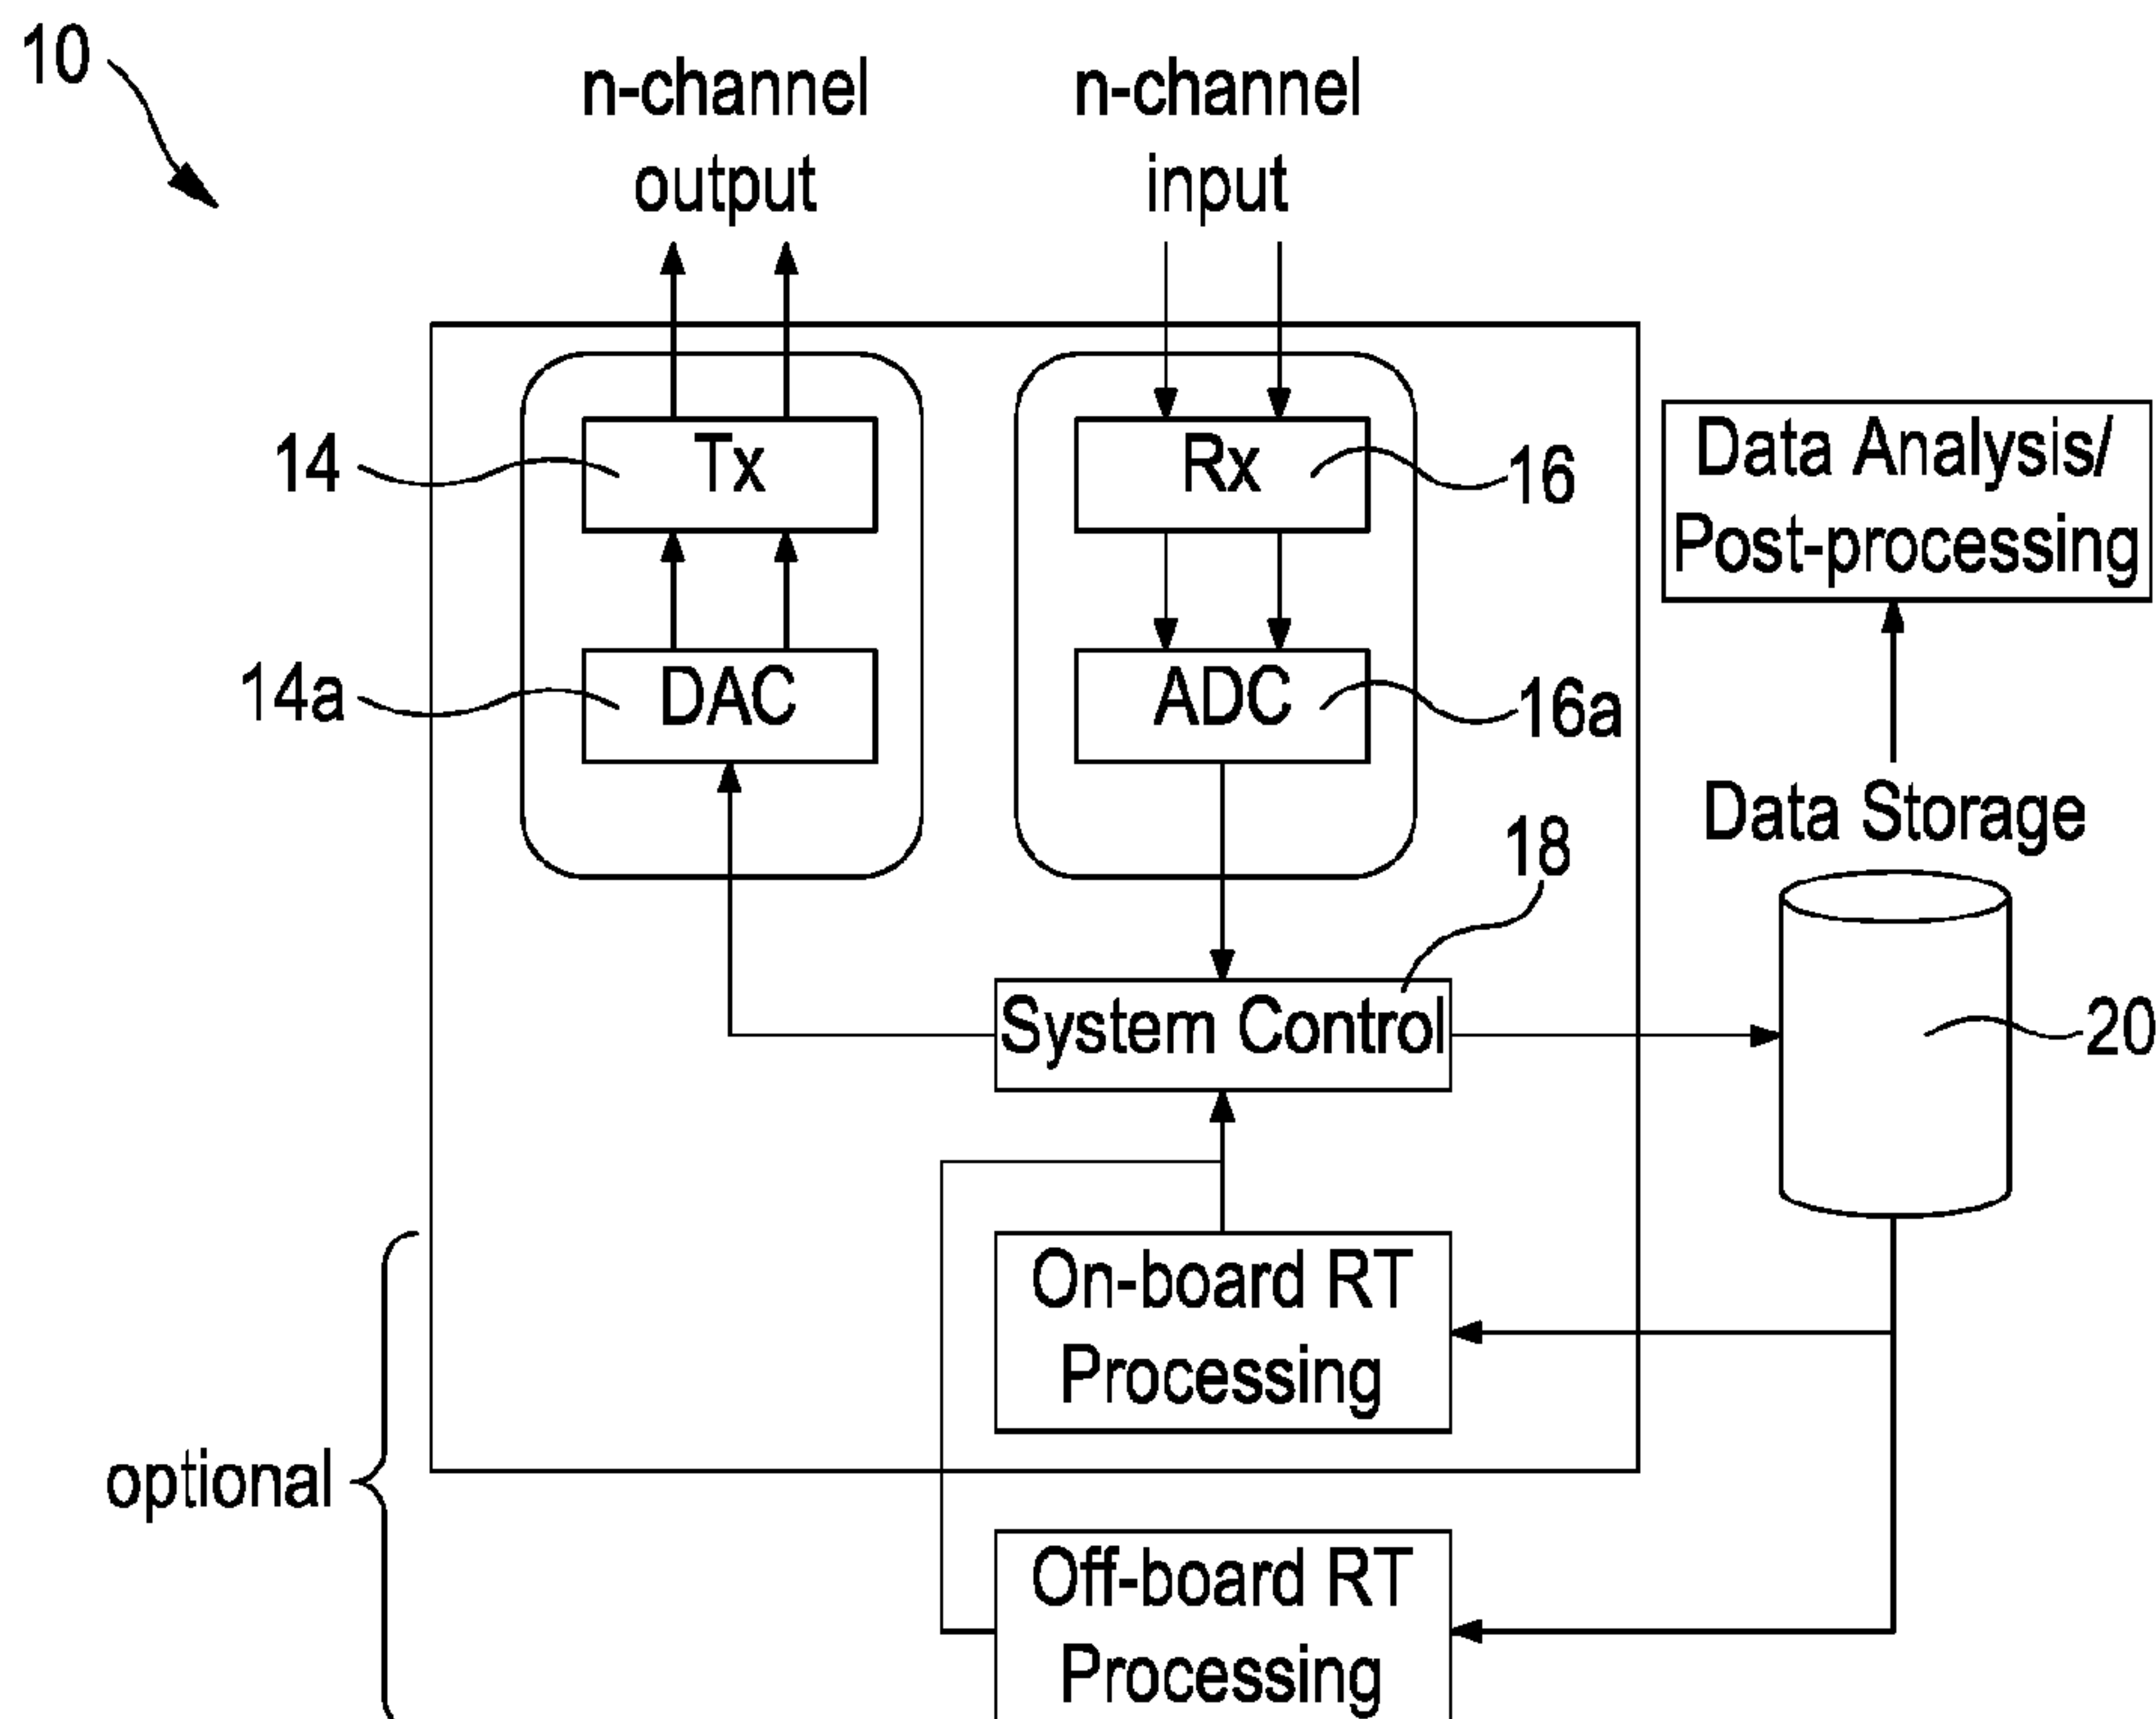 10
n-channel
output
n-channel
input
14
Tx
Rx
16
Data Analysis/
Post-processing
14a
DAC
ADC
16a
Data Storage
18
System Control
20
On-board RT
Processing
optional
Off-board RT
Processing